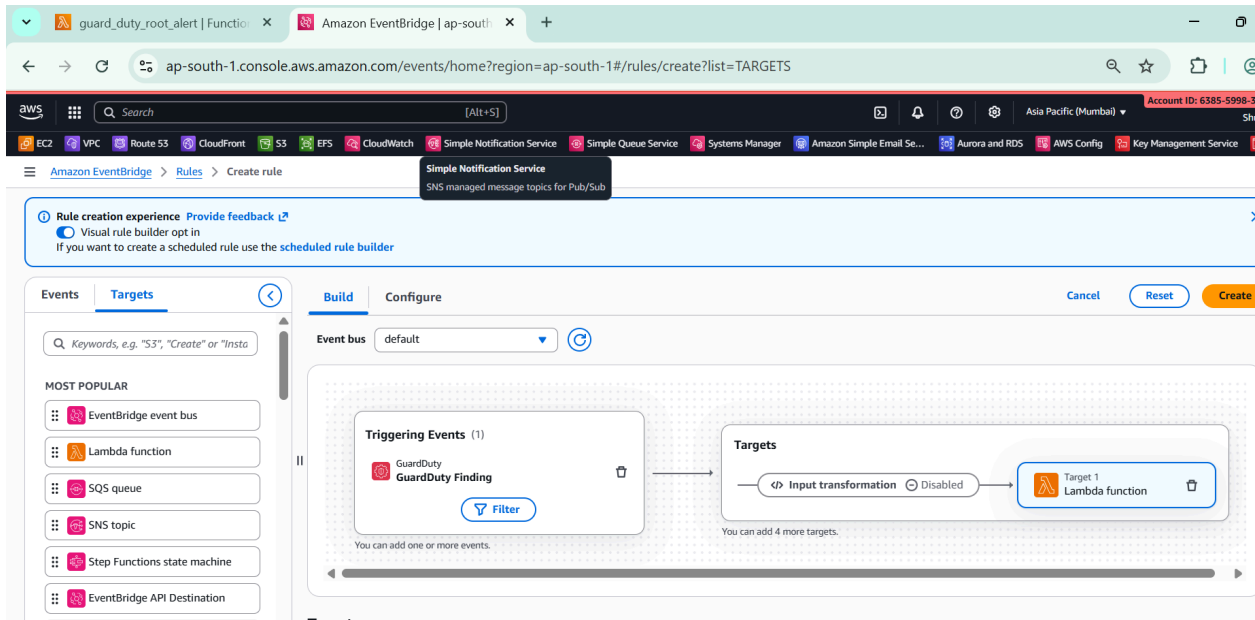 guard_duty_root_alert | Function
Amazon EventBridge | ap-south
ap-south-1.console.aws.amazon.com/events/home?region=ap-south-1#/rules/create?list=TARGETS
aws
Search
[Alt+S]
Asia Pacific (Mumbai)
Account ID: 6385-5998-3
EC2 VPC Route 53 CloudFront S3 EFS CloudWatch Simple Notification Service Simple Queue Service Systems Manager Amazon Simple Email Se... Aurora and RDS AWS Config Key Management Service
Amazon EventBridge > Rules > Create rule
Simple Notification Service
SNS managed message topics for Pub/Sub
Rule creation experience Provide feedback
Visual rule builder opt in
If you want to create a scheduled rule use the scheduled rule builder
Events Targets
Build Configure
Cancel Reset Create
Keywords, e.g. "S3", "Create" or "Insta
Event bus default
MOST POPULAR
EventBridge event bus
Lambda function
SQS queue
SNS topic
Step Functions state machine
EventBridge API Destination
Triggering Events (1)
GuardDuty
GuardDuty Finding
Filter
You can add one or more events.
Targets
</> Input transformation Disabled
Target 1
Lambda function
You can add 4 more targets.